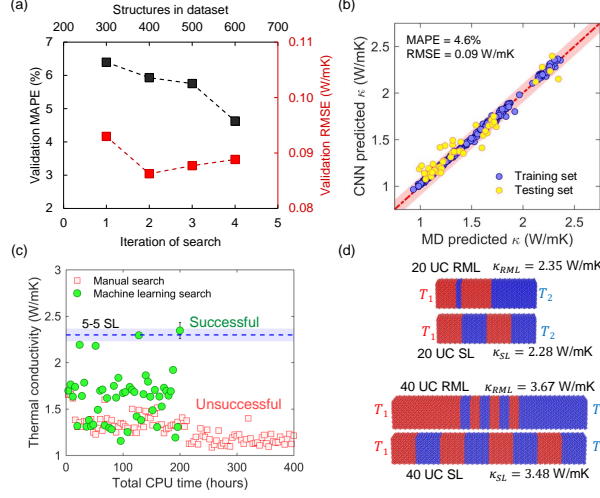 (a)
Structures in dataset
200 300 400 500 600 700
Validation MAPE (%)
7
6
5
4
3
2
0 1 2 3 4 5
Iteration of search
0.11
0.10
0.09
0.08
Validation RMSE (W/mK)
(b)
MAPE = 4.6%
RMSE = 0.09 W/mK
CNN predicted κ (W/mK)
2.5
2
1.5
1
Training set
Testing set
1 1.5 2 2.5
MD predicted κ (W/mK)
(c)
Thermal conductivity (W/mK)
3
2.5
2
1.5
1
Manual search
Machine learning search
5-5 SL
Successful
Unsuccessful
0 100 200 300 400
Total CPU time (hours)
(d)
20 UC RML κRML = 2.35 W/mK
T1 T2
20 UC SL κSL = 2.28 W/mK
40 UC RML κRML = 3.67 W/mK
T1 T
T1 T
40 UC SL κSL = 3.48 W/mK